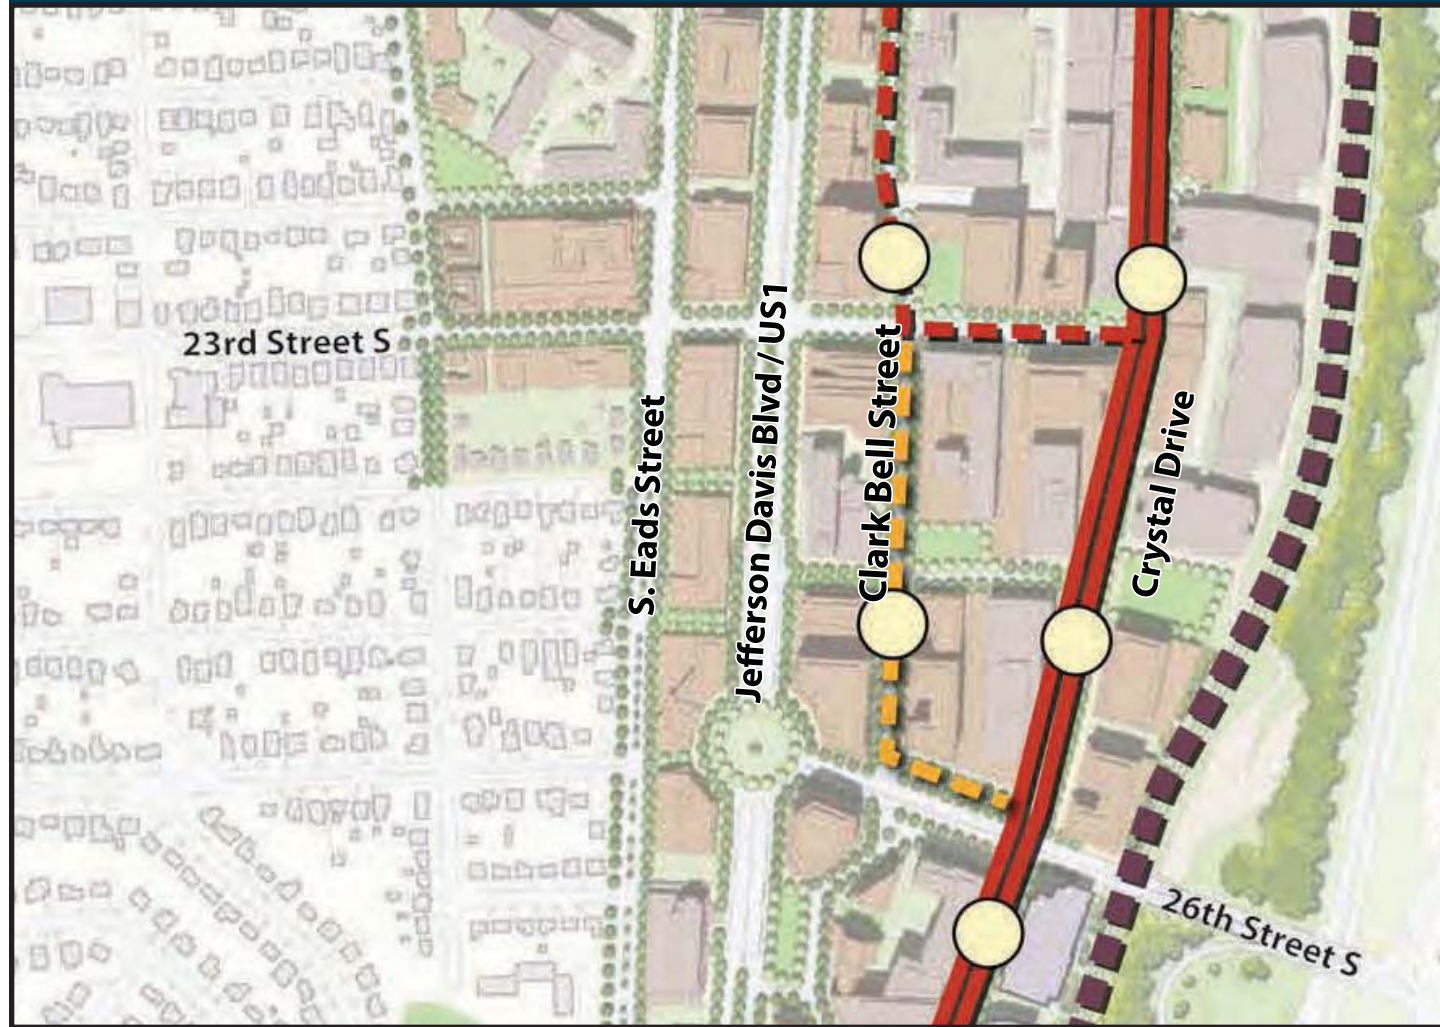 23rd Street S
S. Eads Street
Jefferson Davis Blvd / US1
Clark Bell Street
Crystal Drive
26th Street S